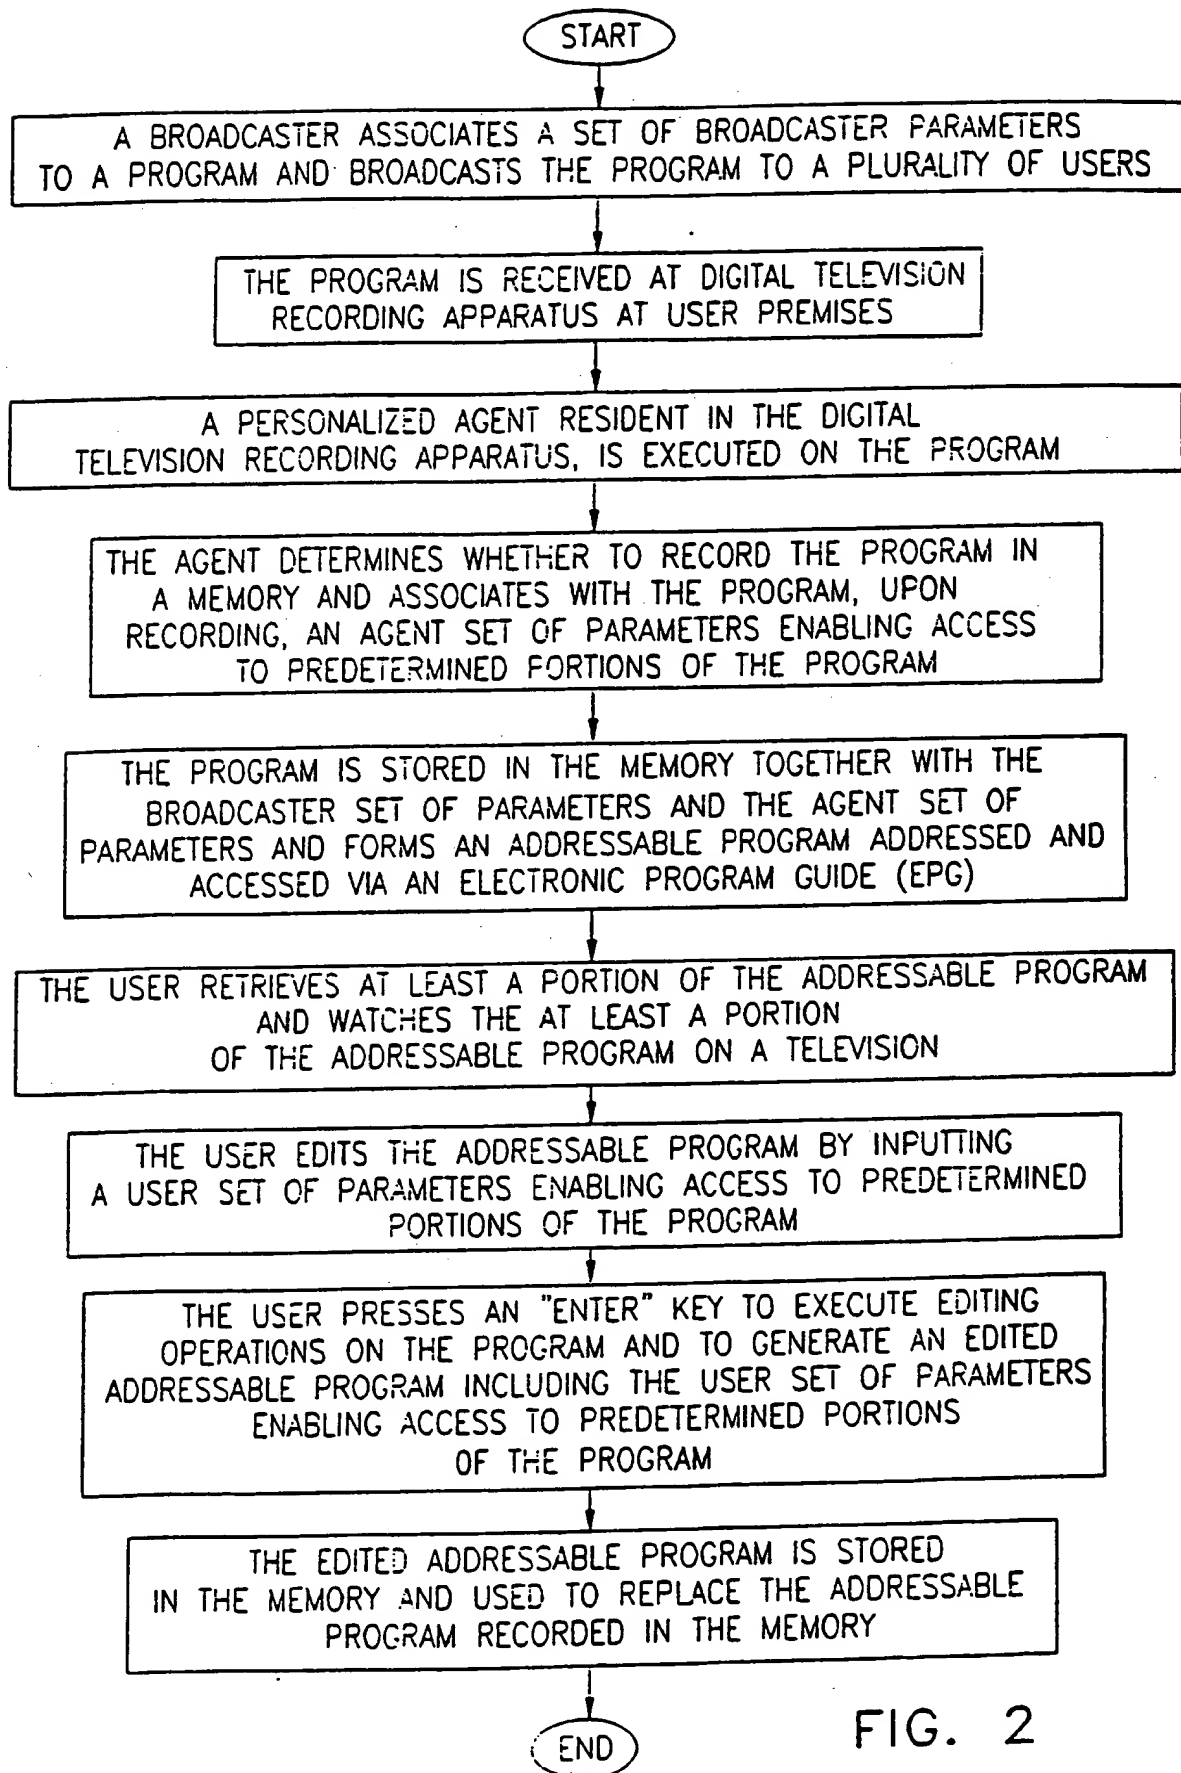 START
A BROADCASTER ASSOCIATES A SET OF BROADCASTER PARAMETERS
TO A PROGRAM AND BROADCASTS THE PROGRAM TO A PLURALITY OF USERS
THE PROGRAM IS RECEIVED AT DIGITAL TELEVISION
RECORDING APPARATUS AT USER PREMISES
A PERSONALIZED AGENT RESIDENT IN THE DIGITAL
TELEVISION RECORDING APPARATUS, IS EXECUTED ON THE PROGRAM
THE AGENT DETERMINES WHETHER TO RECORD THE PROGRAM IN
A MEMORY AND ASSOCIATES WITH THE PROGRAM, UPON
RECORDING, AN AGENT SET OF PARAMETERS ENABLING ACCESS
TO PREDETERMINED PORTIONS OF THE PROGRAM
THE PROGRAM IS STORED IN THE MEMORY TOGETHER WITH THE
BROADCASTER SET OF PARAMETERS AND THE AGENT SET OF
PARAMETERS AND FORMS AN ADDRESSABLE PROGRAM ADDRESSED AND
ACCESSED VIA AN ELECTRONIC PROGRAM GUIDE (EPG)
THE USER RETRIEVES AT LEAST A PORTION OF THE ADDRESSABLE PROGRAM
AND WATCHES THE AT LEAST A PORTION
OF THE ADDRESSABLE PROGRAM ON A TELEVISION
THE USER EDITS THE ADDRESSABLE PROGRAM BY INPUTTING
A USER SET OF PARAMETERS ENABLING ACCESS TO PREDETERMINED
PORTIONS OF THE PROGRAM
THE USER PRESSES AN "ENTER" KEY TO EXECUTE EDITING
OPERATIONS ON THE PROGRAM AND TO GENERATE AN EDITED
ADDRESSABLE PROGRAM INCLUDING THE USER SET OF PARAMETERS
ENABLING ACCESS TO PREDETERMINED PORTIONS
OF THE PROGRAM
THE EDITED ADDRESSABLE PROGRAM IS STORED
IN THE MEMORY AND USED TO REPLACE THE ADDRESSABLE
PROGRAM RECORDED IN THE MEMORY
END
FIG. 2